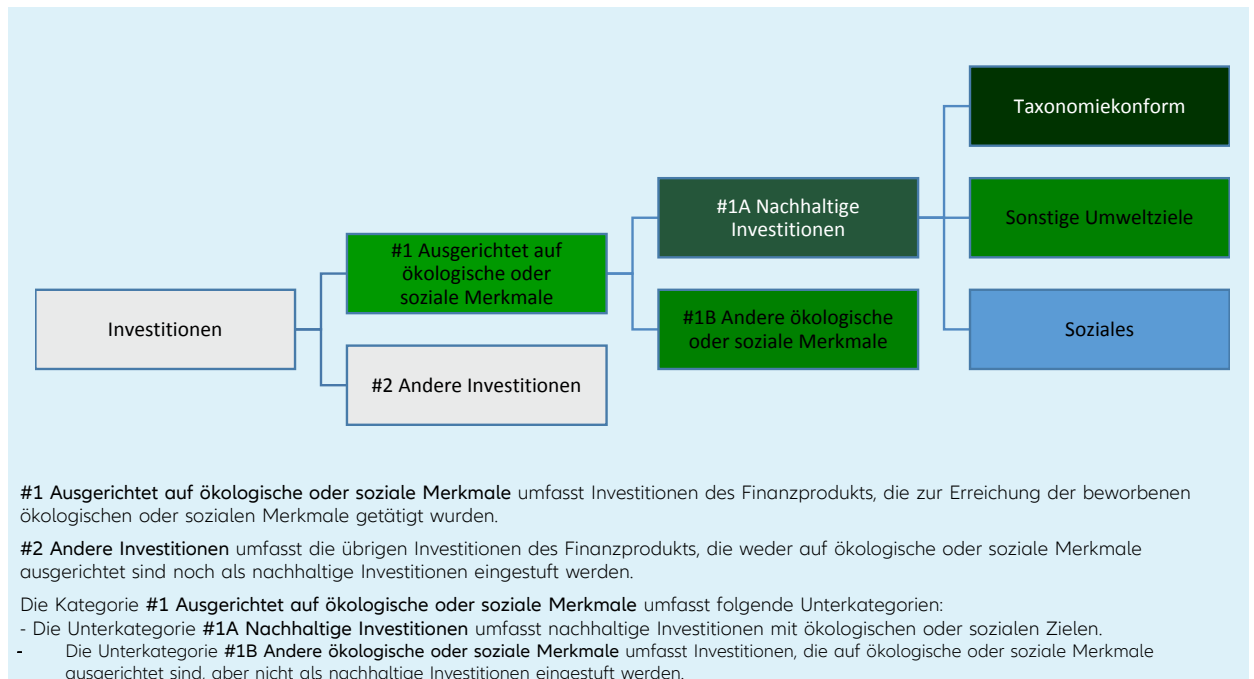 Taxonomiekonform
#1A Nachhaltige
Investitionen
Sonstige Umweltziele
#1 Ausgerichtet auf
ökologische oder
soziale Merkmale
Investitionen
#1B Andere ökologische
oder soziale Merkmale
Soziales
#2 Andere Investitionen
#1 Ausgerichtet auf ökologische oder soziale Merkmale umfasst Investitionen des Finanzprodukts, die zur Erreichung der beworbenen
ökologischen oder sozialen Merkmale getätigt wurden.
#2 Andere Investitionen umfasst die übrigen Investitionen des Finanzprodukts, die weder auf ökologische oder soziale Merkmale
ausgerichtet sind noch als nachhaltige Investitionen eingestuft werden.
Die Kategorie #1 Ausgerichtet auf ökologische oder soziale Merkmale umfasst folgende Unterkategorien:
- Die Unterkategorie #1A Nachhaltige Investitionen umfasst nachhaltige Investitionen mit ökologischen oder sozialen Zielen.
- Die Unterkategorie #1B Andere ökologische oder soziale Merkmale umfasst Investitionen, die auf ökologische oder soziale Merkmale
ausgerichtet sind, aber nicht als nachhaltige Investitionen eingestuft werden.